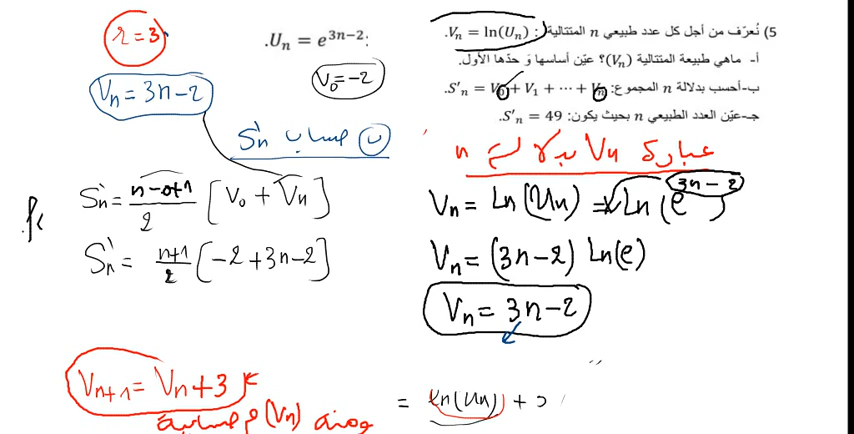 5) نُعرّف من أجل كل عدد طبيعي n المتتالية: Vₙ = ln(Uₙ).
أ- ماهي طبيعة المتتالية (Vₙ)؟ عيّن أساسها وَ حدّها الأول.
ب-أحسب بدلالة n المجموع: S'ₙ = V₀ + V₁ + ⋯ + Vₙ.
جـ-عيّن العدد الطبيعي n بحيث يكون: S'ₙ = 49.
.Uₙ = e^{3n−2}:
r = 3
V₀ = −2
Vₙ = 3n−2
ب) حساب S'ₙ
S'ₙ = (n−0+1)/2 [V₀ + Vₙ]
S'ₙ = (n+1)/2 [−2+3n−2]
عبارة Vₙ بدلالة n
Vₙ = Ln(Uₙ) = Ln(e^{3n−2})
Vₙ = (3n−2) Ln(e)
Vₙ = 3n−2
Vₙ₊₁ = Vₙ+3
ومنه (Vₙ) م حسابية
= Ln(Uₙ) +